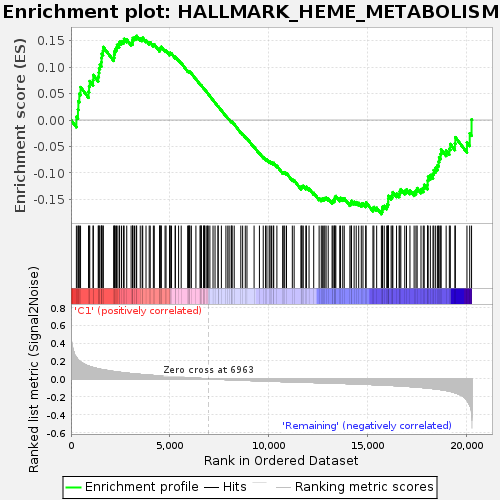 Enrichment plot: HALLMARK_HEME_METABOLISM
Enrichment score (ES)
0.15
0.10
0.05
0.00
-0.05
-0.10
-0.15
Ranked list metric (Signal2Noise)
'C1' (positively correlated)
0.8
0.6
0.4
0.2
0.0
-0.2
-0.4
-0.6
Zero cross at 6963
'Remaining' (negatively correlated)
0
5,000
10,000
15,000
20,000
Rank in Ordered Dataset
Enrichment profile
Hits
Ranking metric scores